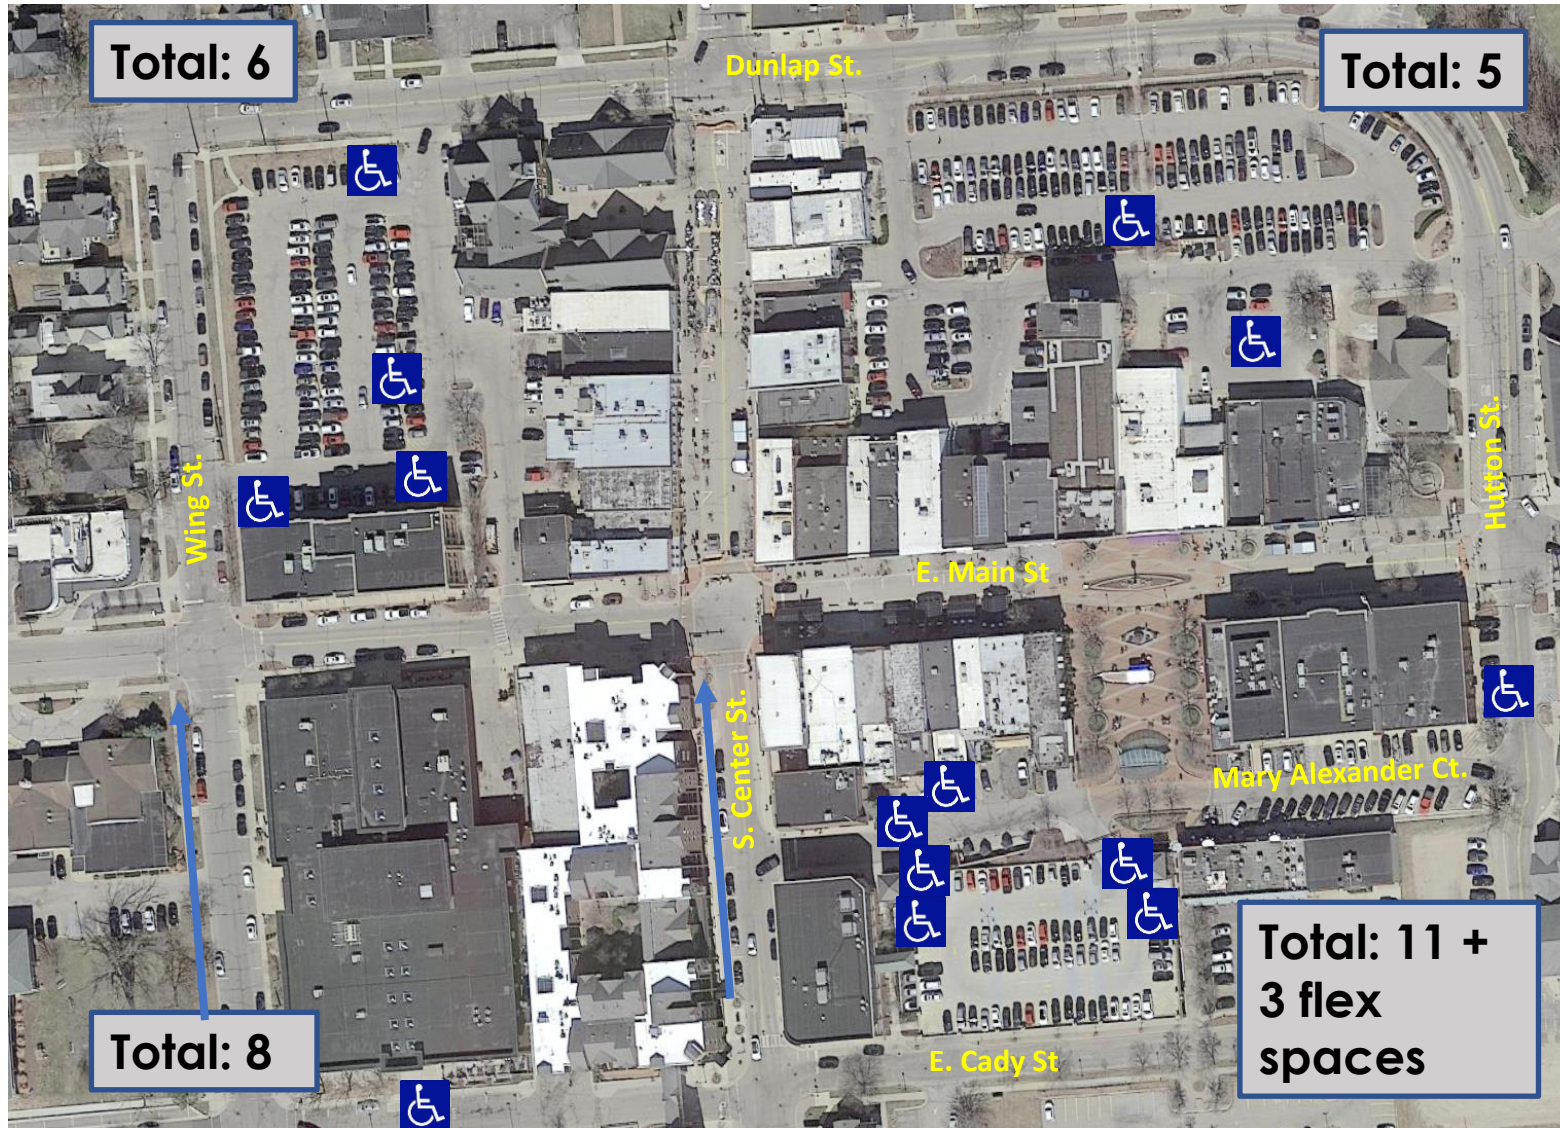 Total: 6
Dunlap St.
Total: 5
Wing St.
Hutton St.
E. Main St
S. Center St.
Mary Alexander Ct.
Total: 11 +
3 flex
spaces
Total: 8
E. Cady St